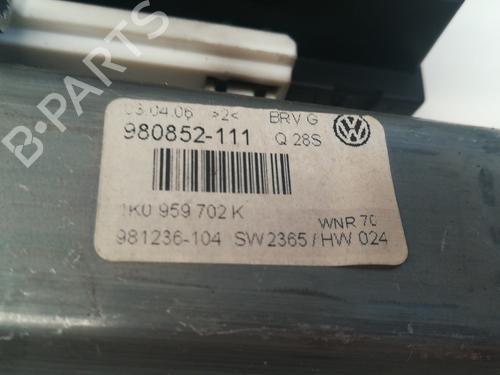 03.04.06 >2< BRV G
980852-111 Q 28S
1K0 959 702 K
WNR 70
981236-104 SW2365/HW 024
B-PARTS